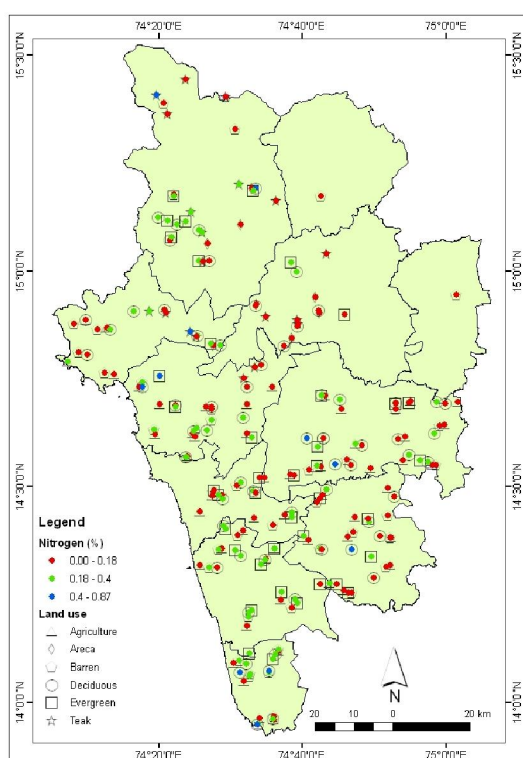 74°20'0"E 74°40'0"E 75°0'0"E
15°30'0"N 15°30'0"N
15°0'0"N 15°0'0"N
14°30'0"N 14°30'0"N
14°0'0"N 14°0'0"N
Legend
Nitrogen (%)
0.00 - 0.18
0.18 - 0.4
0.4 - 0.87
Land use
Agriculture
Areca
Barren
Deciduous
Evergreen
Teak
N
20 10 0 20 km
74°20'0"E 74°40'0"E 75°0'0"E